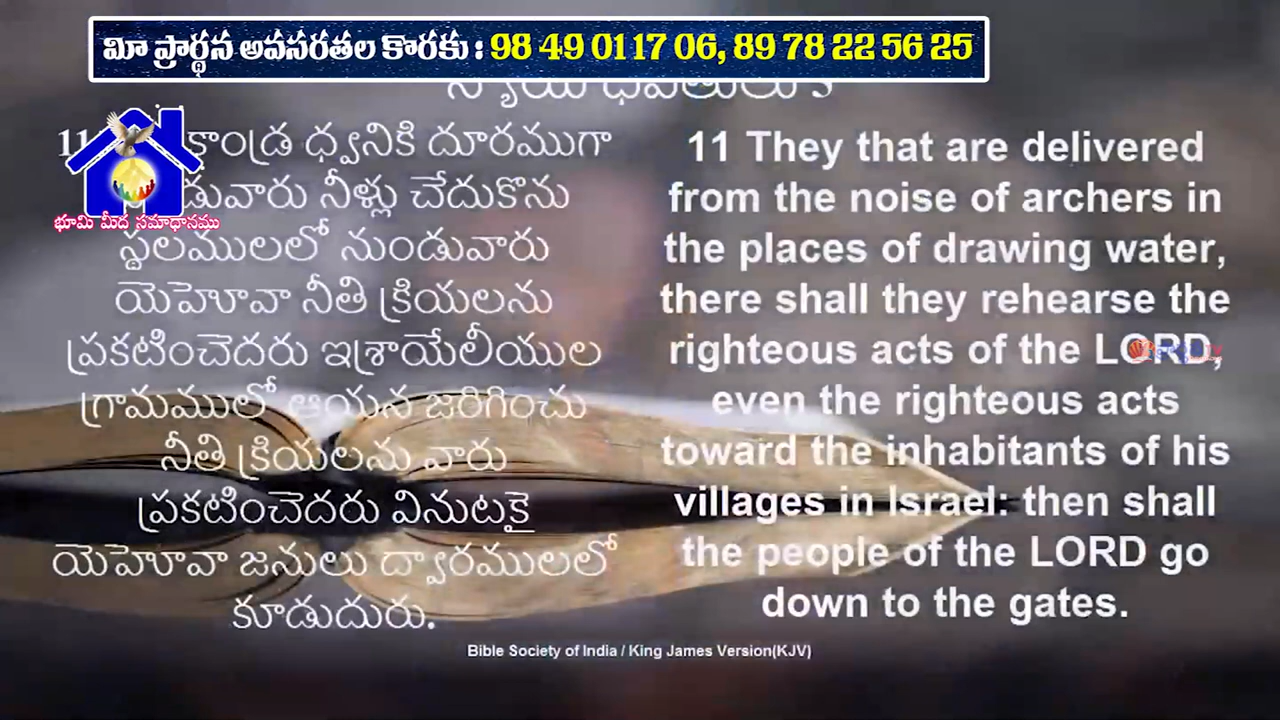 మీ ప్రార్థన అవసరతల కొరకు : 98 49 01 17 06, 89 78 22 56 25
భూమి మీద సమాధానము
11 కాండ్ర ధ్వనికి దూరముగా
డువారు నీళ్లు చేదుకొను
స్థలములలో నుండువారు
యెహోవా నీతి క్రియలను
ప్రకటించెదరు ఇశ్రాయేలీయుల
గ్రామములో ఆయన జరిగించు
నీతి క్రియలను వారు
ప్రకటించెదరు వినుటకై
యెహోవా జనులు ద్వారములలో
కూడుదురు.
11 They that are delivered
from the noise of archers in
the places of drawing water,
there shall they rehearse the
righteous acts of the LORD,
even the righteous acts
toward the inhabitants of his
villages in Israel: then shall
the people of the LORD go
down to the gates.
Bible Society of India / King James Version(KJV)